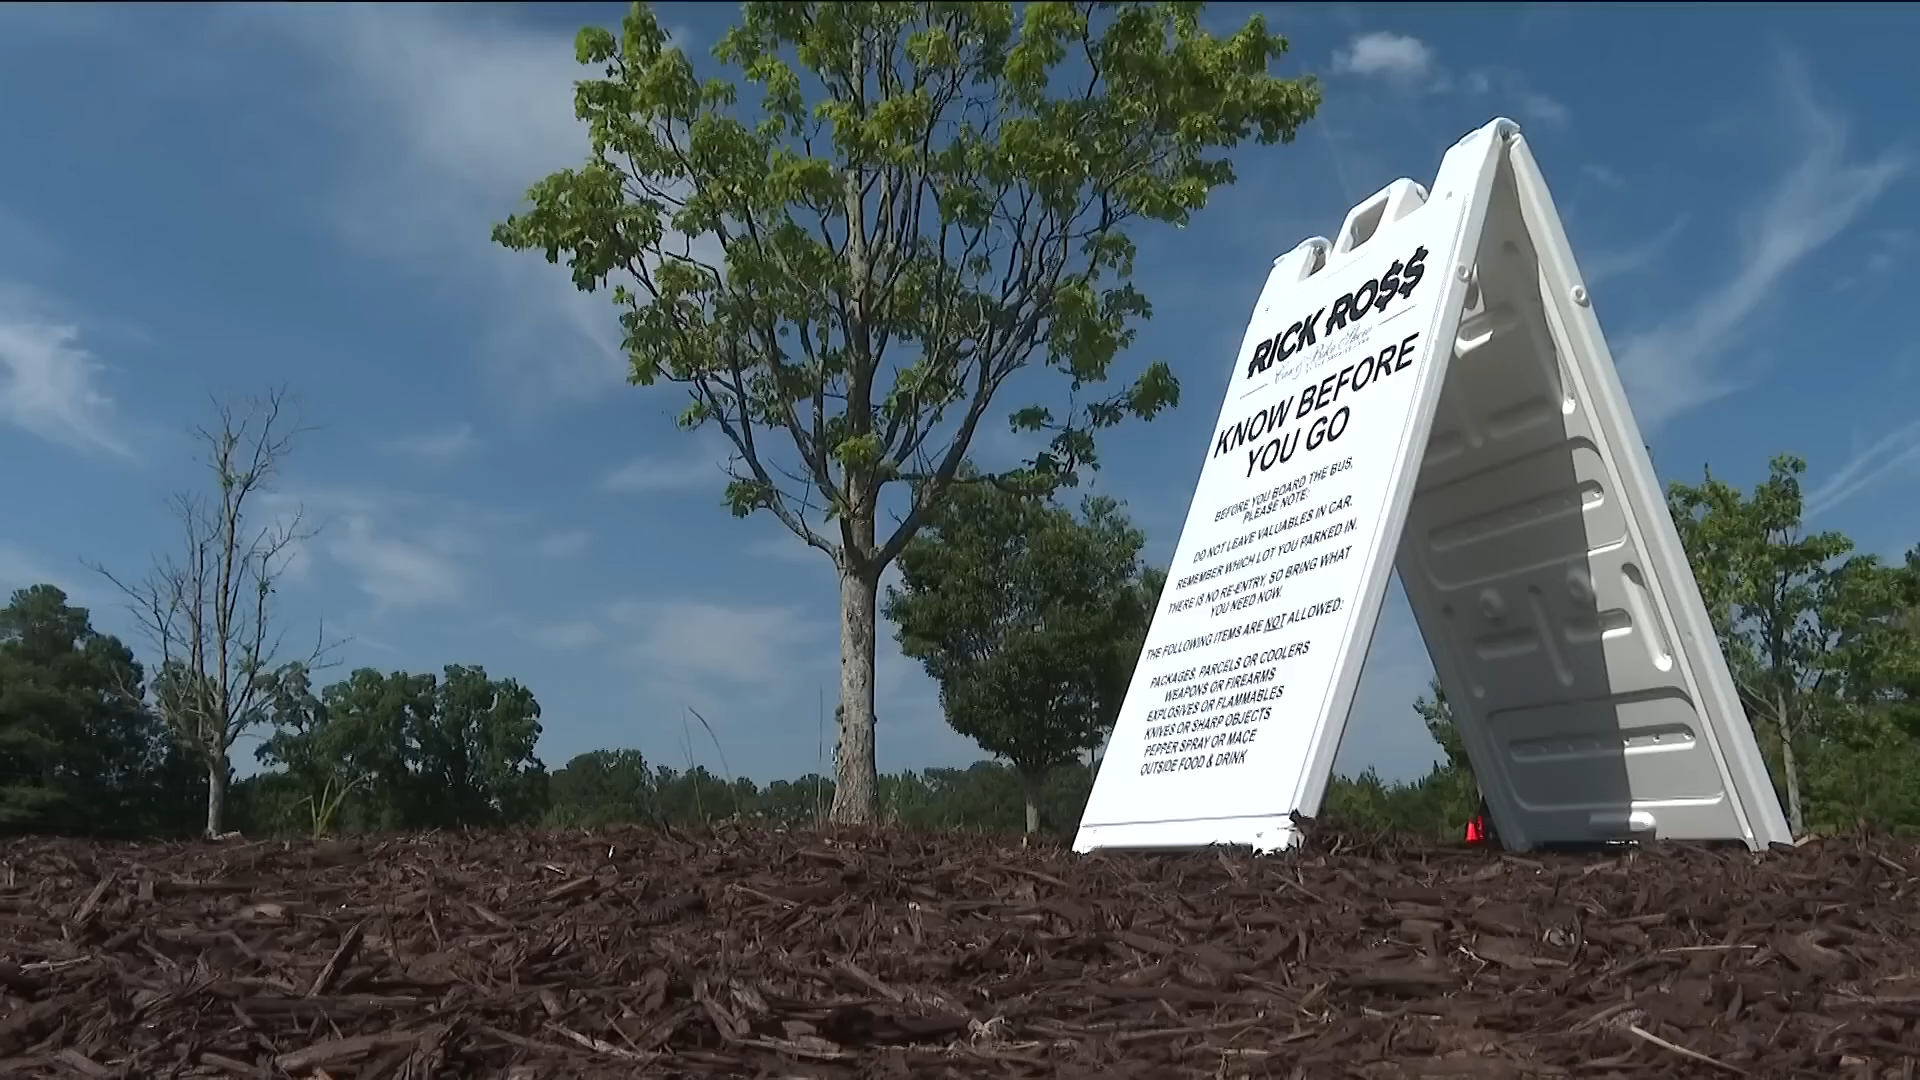 RICK RO$$
Car & Bike Show
KNOW BEFORE
YOU GO
BEFORE YOU BOARD THE BUS,
PLEASE NOTE:
DO NOT LEAVE VALUABLES IN CAR.
REMEMBER WHICH LOT YOU PARKED IN.
THERE IS NO RE-ENTRY, SO BRING WHAT
YOU NEED NOW.
THE FOLLOWING ITEMS ARE NOT ALLOWED:
PACKAGES, PARCELS OR COOLERS
WEAPONS OR FIREARMS
EXPLOSIVES OR FLAMMABLES
KNIVES OR SHARP OBJECTS
PEPPER SPRAY OR MACE
OUTSIDE FOOD & DRINK